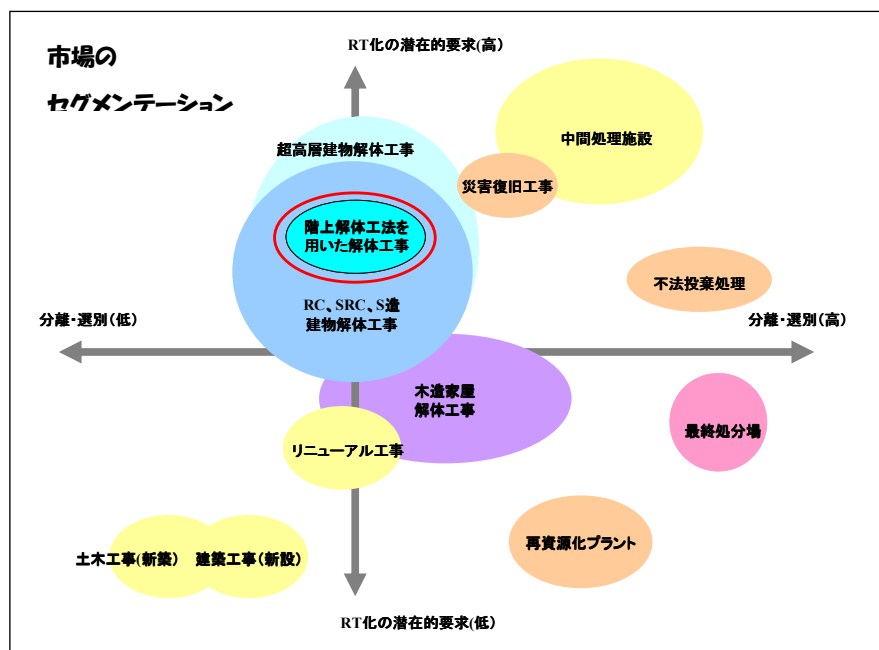 市場の
セグメンテーション
RT化の潜在的要求(高)
超高層建物解体工事
中間処理施設
災害復旧工事
階上解体工法を
用いた解体工事
不法投棄処理
RC、SRC、S造
建物解体工事
分離・選別(低)
分離・選別(高)
木造家屋
解体工事
最終処分場
リニューアル工事
再資源化プラント
土木工事(新築)
建築工事(新設)
RT化の潜在的要求(低)